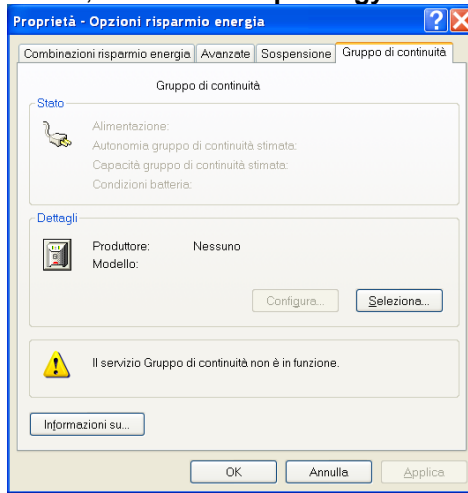 Proprietà - Opzioni risparmio energia
Combinazioni risparmio energia Avanzate Sospensione Gruppo di continuità
Gruppo di continuità
Stato
Alimentazione:
Autonomia gruppo di continuità stimata:
Capacità gruppo di continuità stimata:
Condizioni batteria:
Dettagli
Produttore: Nessuno
Modello:
Configura... Seleziona...
Il servizio Gruppo di continuità non è in funzione.
Informazioni su...
OK Annulla Applica